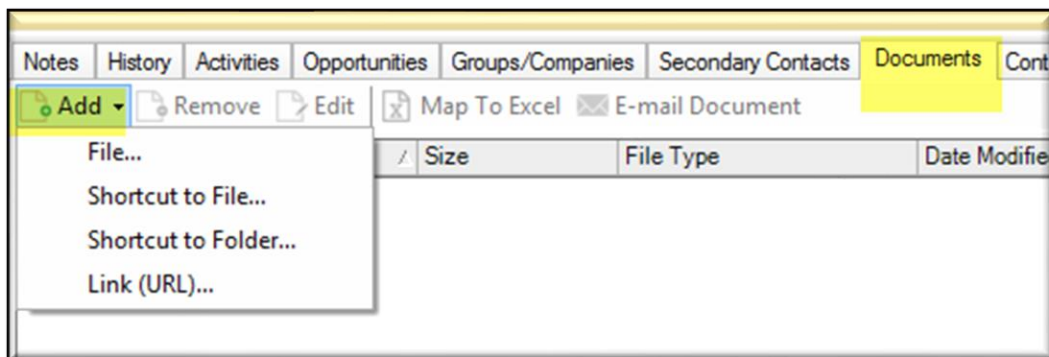 Notes History Activities Opportunities Groups/Companies Secondary Contacts Documents Cont
Add Remove Edit Map To Excel E-mail Document
Size File Type Date Modifie
File...
Shortcut to File...
Shortcut to Folder...
Link (URL)...